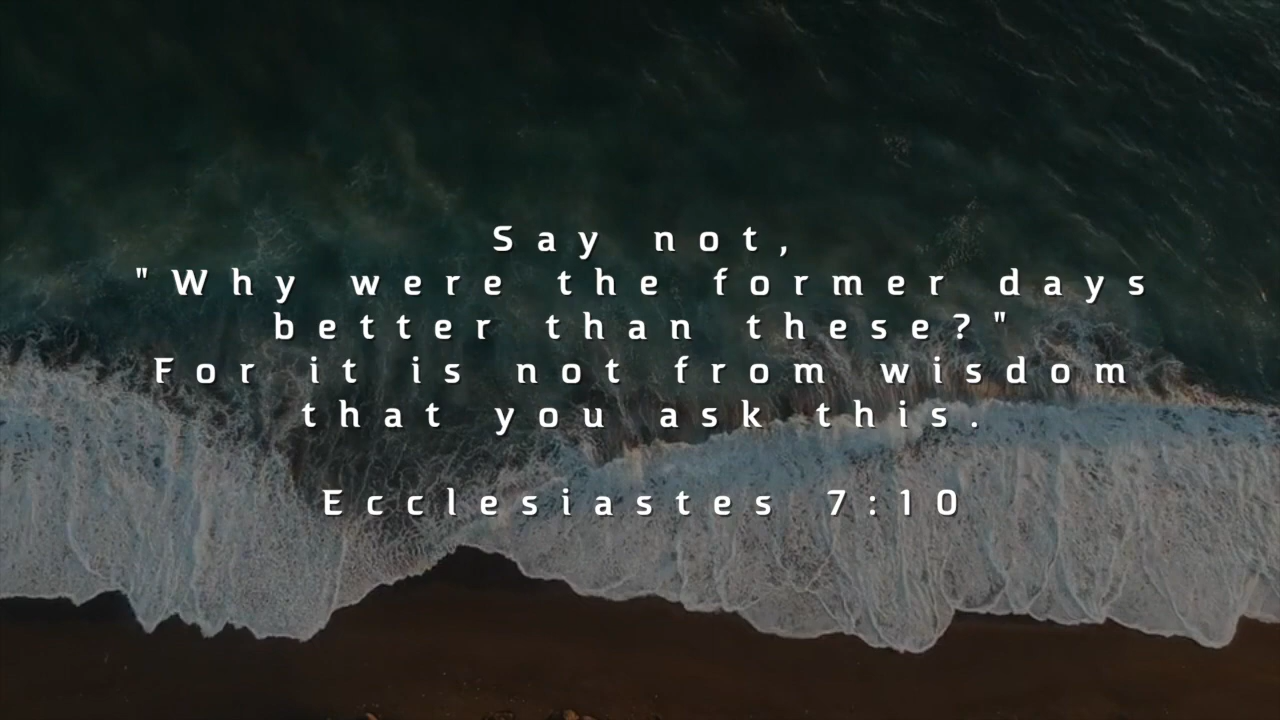 Say not,
"Why were the former days
better than these?"
For it is not from wisdom
that you ask this.
Ecclesiastes 7:10